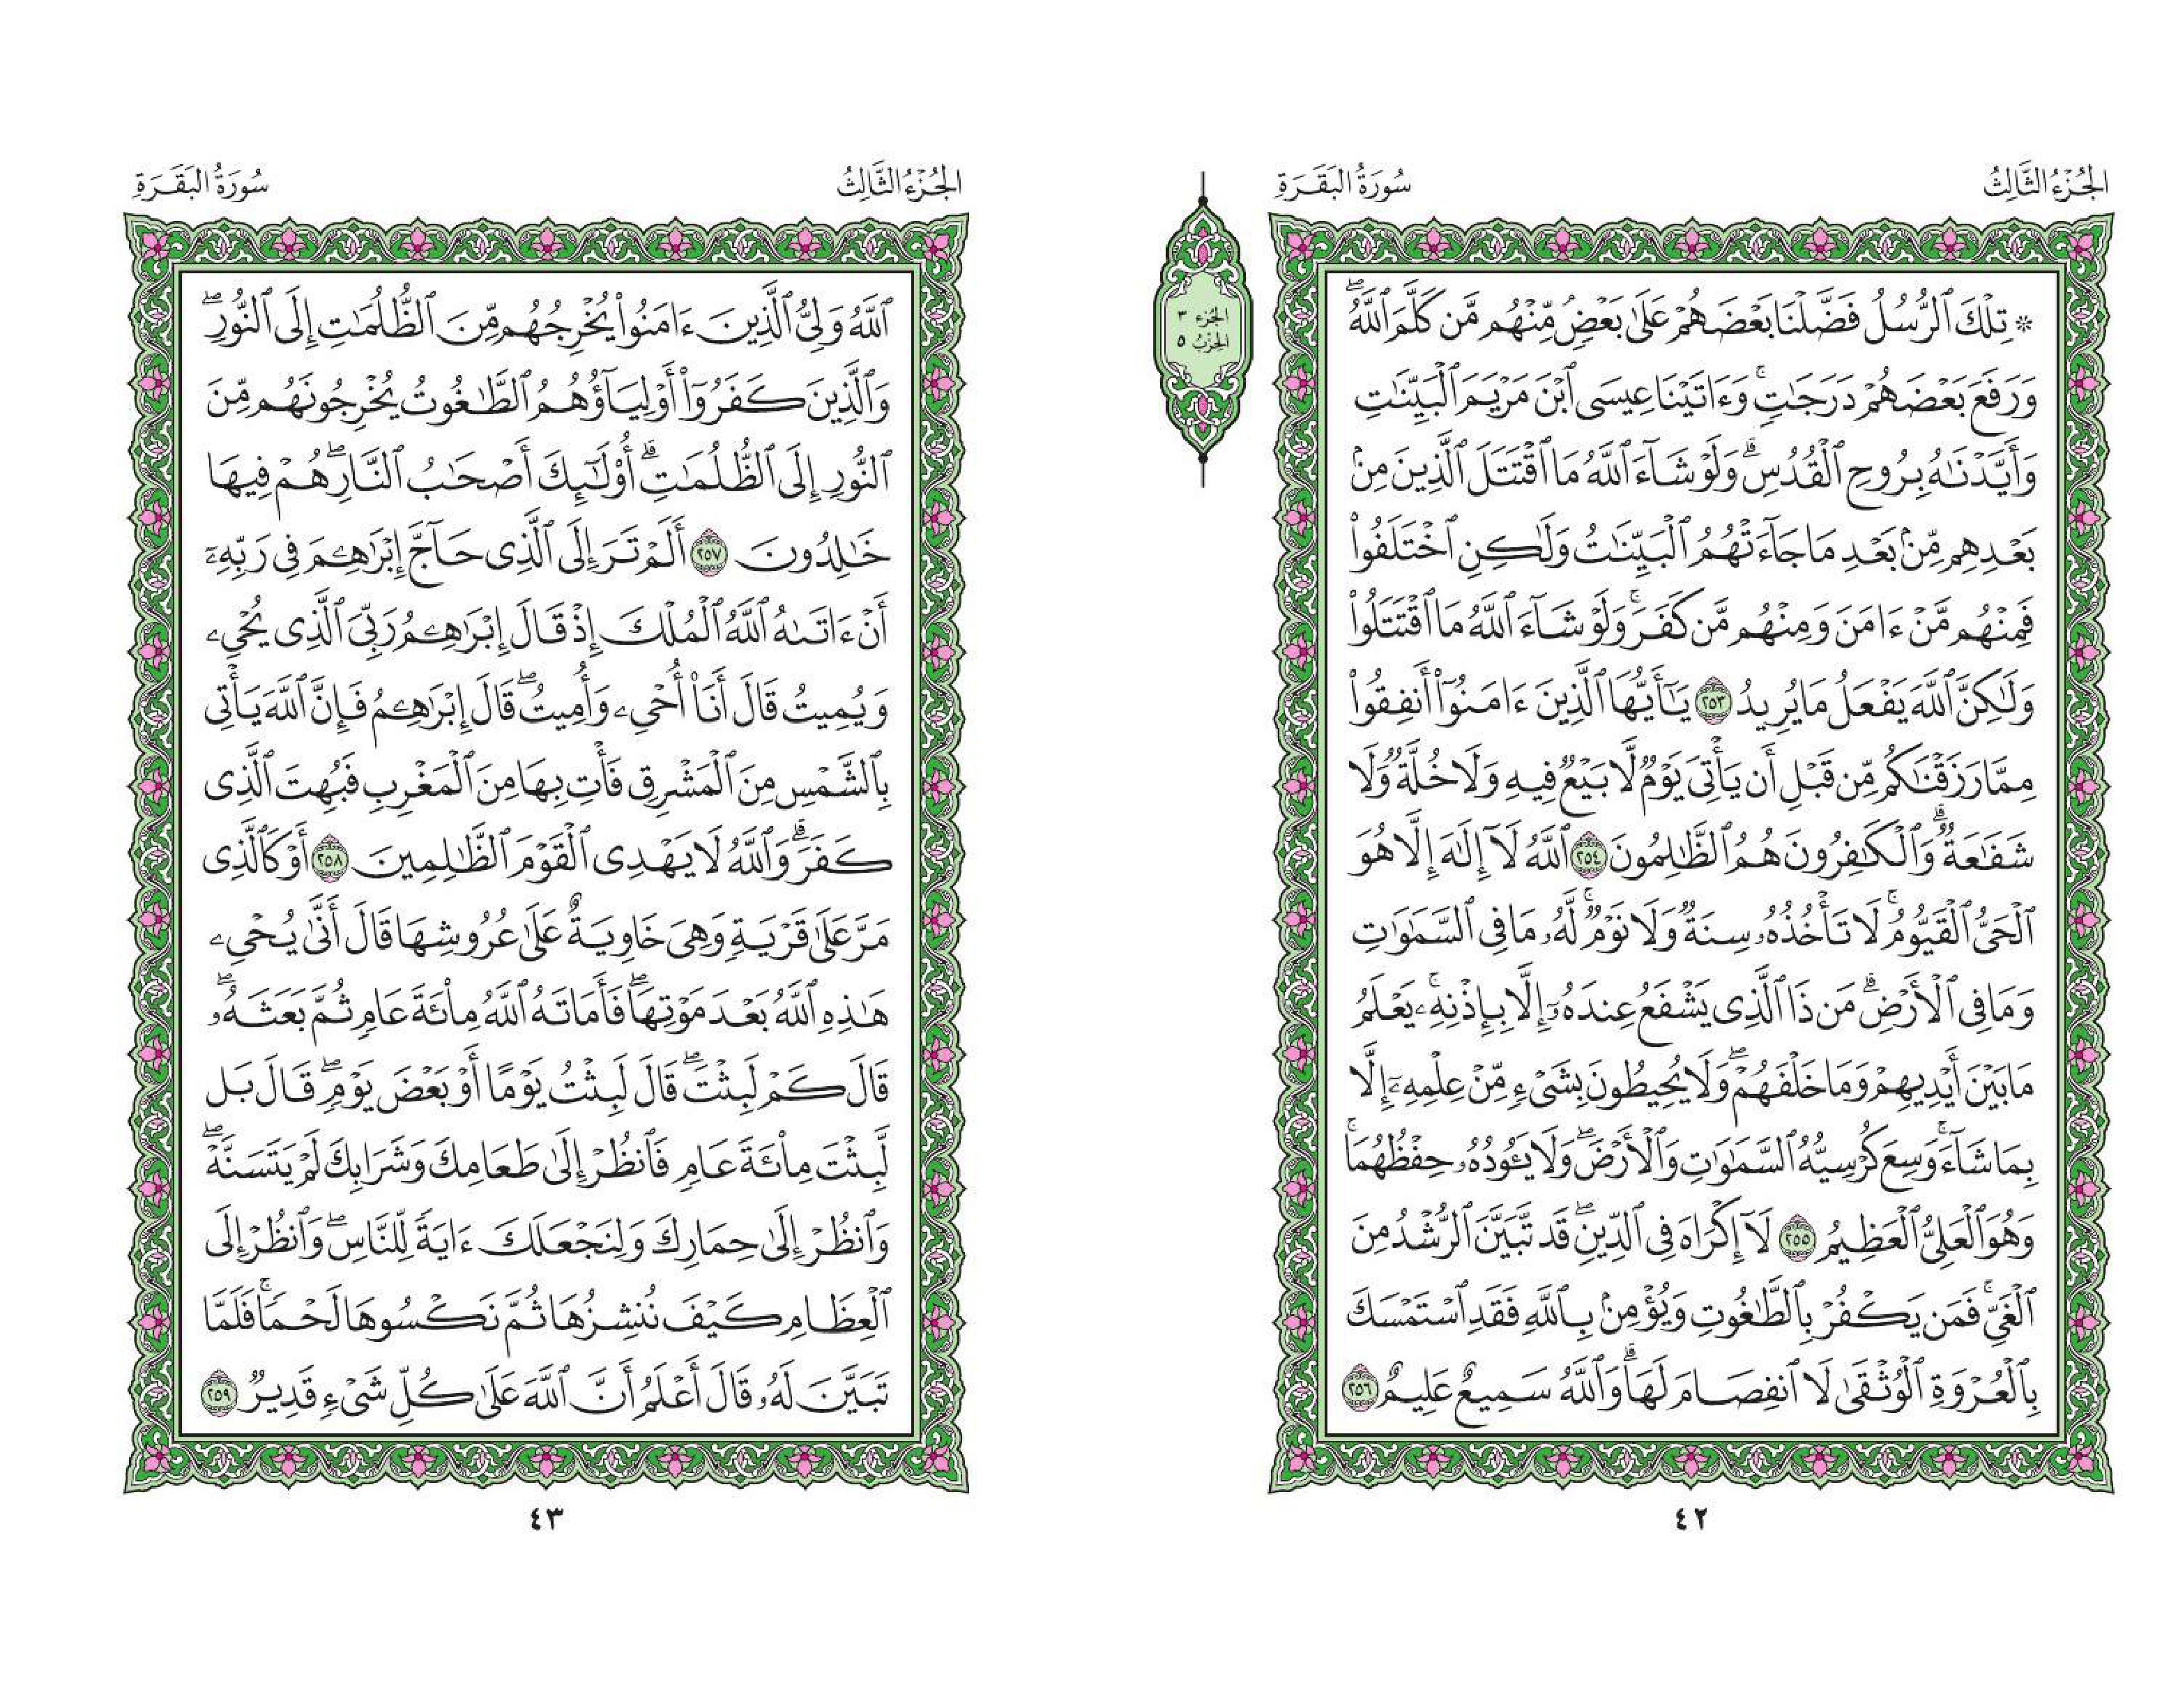 الجُزْءُ الثَّالِثُ
سُورَةُ البَقَرَةِ
۞ تِلْكَ ٱلرُّسُلُ فَضَّلْنَا بَعْضَهُمْ عَلَىٰ بَعْضٍۘ مِّنْهُم مَّن كَلَّمَ ٱللَّهُۖ
وَرَفَعَ بَعْضَهُمْ دَرَجَٰتٍۚ وَءَاتَيْنَا عِيسَى ٱبْنَ مَرْيَمَ ٱلْبَيِّنَٰتِ
وَأَيَّدْنَٰهُ بِرُوحِ ٱلْقُدُسِۗ وَلَوْ شَآءَ ٱللَّهُ مَا ٱقْتَتَلَ ٱلَّذِينَ مِنۢ
بَعْدِهِم مِّنۢ بَعْدِ مَا جَآءَتْهُمُ ٱلْبَيِّنَٰتُ وَلَٰكِنِ ٱخْتَلَفُوا۟
فَمِنْهُم مَّنْ ءَامَنَ وَمِنْهُم مَّن كَفَرَۚ وَلَوْ شَآءَ ٱللَّهُ مَا ٱقْتَتَلُوا۟
وَلَٰكِنَّ ٱللَّهَ يَفْعَلُ مَا يُرِيدُ ٢٥٣ يَٰٓأَيُّهَا ٱلَّذِينَ ءَامَنُوٓا۟ أَنفِقُوا۟
مِمَّا رَزَقْنَٰكُم مِّن قَبْلِ أَن يَأْتِىَ يَوْمٌ لَّا بَيْعٌ فِيهِ وَلَا خُلَّةٌ وَلَا
شَفَٰعَةٌۗ وَٱلْكَٰفِرُونَ هُمُ ٱلظَّٰلِمُونَ ٢٥٤ ٱللَّهُ لَآ إِلَٰهَ إِلَّا هُوَ
ٱلْحَىُّ ٱلْقَيُّومُۚ لَا تَأْخُذُهُۥ سِنَةٌ وَلَا نَوْمٌۚ لَّهُۥ مَا فِى ٱلسَّمَٰوَٰتِ
وَمَا فِى ٱلْأَرْضِۗ مَن ذَا ٱلَّذِى يَشْفَعُ عِندَهُۥٓ إِلَّا بِإِذْنِهِۦۚ يَعْلَمُ
مَا بَيْنَ أَيْدِيهِمْ وَمَا خَلْفَهُمْۖ وَلَا يُحِيطُونَ بِشَىْءٍ مِّنْ عِلْمِهِۦٓ إِلَّا
بِمَا شَآءَۚ وَسِعَ كُرْسِيُّهُ ٱلسَّمَٰوَٰتِ وَٱلْأَرْضَۖ وَلَا يَـُٔودُهُۥ حِفْظُهُمَاۚ
وَهُوَ ٱلْعَلِىُّ ٱلْعَظِيمُ ٢٥٥ لَآ إِكْرَاهَ فِى ٱلدِّينِۖ قَد تَّبَيَّنَ ٱلرُّشْدُ مِنَ
ٱلْغَىِّۚ فَمَن يَكْفُرْ بِٱلطَّٰغُوتِ وَيُؤْمِنۢ بِٱللَّهِ فَقَدِ ٱسْتَمْسَكَ
بِٱلْعُرْوَةِ ٱلْوُثْقَىٰ لَا ٱنفِصَامَ لَهَاۗ وَٱللَّهُ سَمِيعٌ عَلِيمٌ ٢٥٦
٤٢
الجزء ٣
الحزب ٥
الجُزْءُ الثَّالِثُ
سُورَةُ البَقَرَةِ
ٱللَّهُ وَلِىُّ ٱلَّذِينَ ءَامَنُوا۟ يُخْرِجُهُم مِّنَ ٱلظُّلُمَٰتِ إِلَى ٱلنُّورِۖ
وَٱلَّذِينَ كَفَرُوٓا۟ أَوْلِيَآؤُهُمُ ٱلطَّٰغُوتُ يُخْرِجُونَهُم مِّنَ
ٱلنُّورِ إِلَى ٱلظُّلُمَٰتِۗ أُو۟لَٰٓئِكَ أَصْحَٰبُ ٱلنَّارِۖ هُمْ فِيهَا
خَٰلِدُونَ ٢٥٧ أَلَمْ تَرَ إِلَى ٱلَّذِى حَآجَّ إِبْرَٰهِـۧمَ فِى رَبِّهِۦٓ
أَنْ ءَاتَىٰهُ ٱللَّهُ ٱلْمُلْكَ إِذْ قَالَ إِبْرَٰهِـۧمُ رَبِّىَ ٱلَّذِى يُحْىِۦ
وَيُمِيتُ قَالَ أَنَا۠ أُحْىِۦ وَأُمِيتُۖ قَالَ إِبْرَٰهِـۧمُ فَإِنَّ ٱللَّهَ يَأْتِى
بِٱلشَّمْسِ مِنَ ٱلْمَشْرِقِ فَأْتِ بِهَا مِنَ ٱلْمَغْرِبِ فَبُهِتَ ٱلَّذِى
كَفَرَۗ وَٱللَّهُ لَا يَهْدِى ٱلْقَوْمَ ٱلظَّٰلِمِينَ ٢٥٨ أَوْ كَٱلَّذِى
مَرَّ عَلَىٰ قَرْيَةٍ وَهِىَ خَاوِيَةٌ عَلَىٰ عُرُوشِهَا قَالَ أَنَّىٰ يُحْىِۦ
هَٰذِهِ ٱللَّهُ بَعْدَ مَوْتِهَاۖ فَأَمَاتَهُ ٱللَّهُ مِا۟ئَةَ عَامٍ ثُمَّ بَعَثَهُۥۖ
قَالَ كَمْ لَبِثْتَۖ قَالَ لَبِثْتُ يَوْمًا أَوْ بَعْضَ يَوْمٍۖ قَالَ بَل
لَّبِثْتَ مِا۟ئَةَ عَامٍ فَٱنظُرْ إِلَىٰ طَعَامِكَ وَشَرَابِكَ لَمْ يَتَسَنَّهْۖ
وَٱنظُرْ إِلَىٰ حِمَارِكَ وَلِنَجْعَلَكَ ءَايَةً لِّلنَّاسِۖ وَٱنظُرْ إِلَى
ٱلْعِظَامِ كَيْفَ نُنشِزُهَا ثُمَّ نَكْسُوهَا لَحْمًاۚ فَلَمَّا
تَبَيَّنَ لَهُۥ قَالَ أَعْلَمُ أَنَّ ٱللَّهَ عَلَىٰ كُلِّ شَىْءٍ قَدِيرٌ ٢٥٩
٤٣